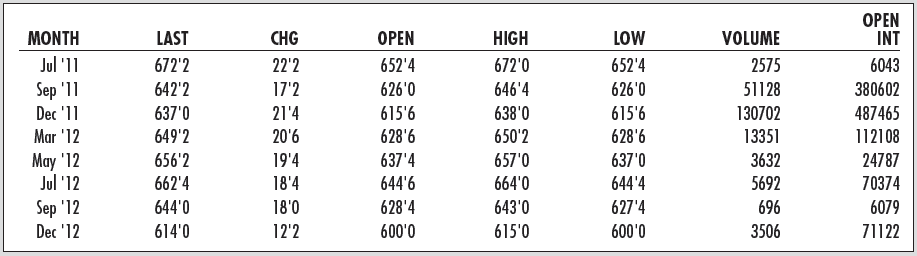 OPEN
MONTH LAST CHG OPEN HIGH LOW VOLUME INT
Jul '11 672'2 22'2 652'4 672'0 652'4 2575 6043
Sep '11 642'2 17'2 626'0 646'4 626'0 51128 380602
Dec '11 637'0 21'4 615'6 638'0 615'6 130702 487465
Mar '12 649'2 20'6 628'6 650'2 628'6 13351 112108
May '12 656'2 19'4 637'4 657'0 637'0 3632 24787
Jul '12 662'4 18'4 644'6 664'0 644'4 5692 70374
Sep '12 644'0 18'0 628'4 643'0 627'4 696 6079
Dec '12 614'0 12'2 600'0 615'0 600'0 3506 71122